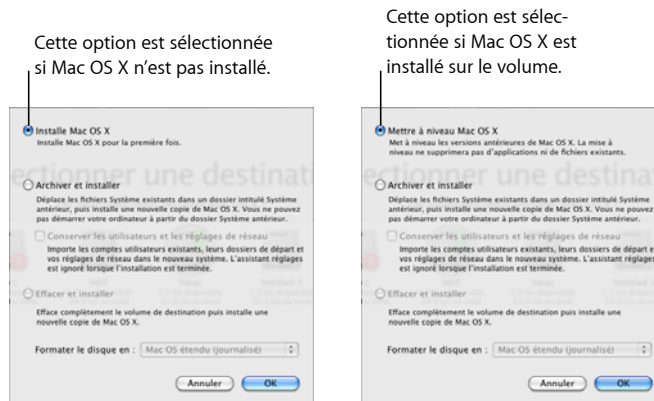 Cette option est sélectionnée
si Mac OS X n'est pas installé.
Installe Mac OS X
Installe Mac OS X pour la première fois.
ectionner une destinati
Archiver et installer
Déplace les fichiers Système existants dans un dossier intitulé Système
antérieur, puis installe une nouvelle copie de Mac OS X. Vous ne pouvez
pas démarrer votre ordinateur à partir du dossier Système antérieur.
Conserver les utilisateurs et les réglages de réseau
Importe les comptes utilisateurs existants, leurs dossiers de départ et
vos réglages de réseau dans le nouveau système. L'assistant réglages
est ignoré lorsque l'installation est terminée.
Effacer et installer
Efface complètement le volume de destination puis installe une
nouvelle copie de Mac OS X.
Formater le disque en : Mac OS étendu (journalisé)
Annuler OK
Cette option est sélec-
tionnée si Mac OS X est
installé sur le volume.
Mettre à niveau Mac OS X
Met à niveau les versions antérieures de Mac OS X. La mise à
niveau ne supprimera pas d'applications ni de fichiers existants.
ectionner une destina
Archiver et installer
Déplace les fichiers Système existants dans un dossier intitulé Système
antérieur, puis installe une nouvelle copie de Mac OS X. Vous ne pouvez
pas démarrer votre ordinateur à partir du dossier Système antérieur.
Conserver les utilisateurs et les réglages de réseau
Importe les comptes utilisateurs existants, leurs dossiers de départ e
vos réglages de réseau dans le nouveau système. L'assistant réglages
est ignoré lorsque l'installation est terminée.
Effacer et installer
Efface complètement le volume de destination puis installe une
nouvelle copie de Mac OS X.
Formater le disque en : Mac OS étendu (journalisé)
Annuler OK